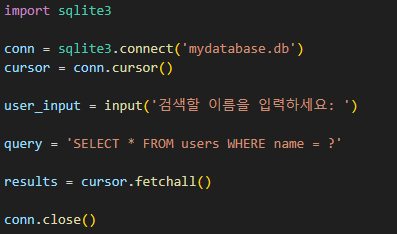 import sqlite3
conn = sqlite3.connect('mydatabase.db')
cursor = conn.cursor()
user_input = input('검색할 이름을 입력하세요: ')
query = 'SELECT * FROM users WHERE name = ?'
results = cursor.fetchall()
conn.close()